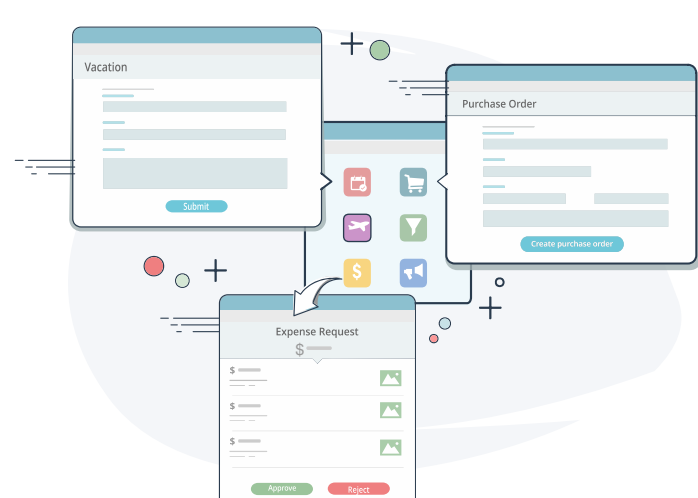 Vacation
Submit
Purchase Order
Create purchase order
$
Expense Request
$
$
$
$
Approve
Reject